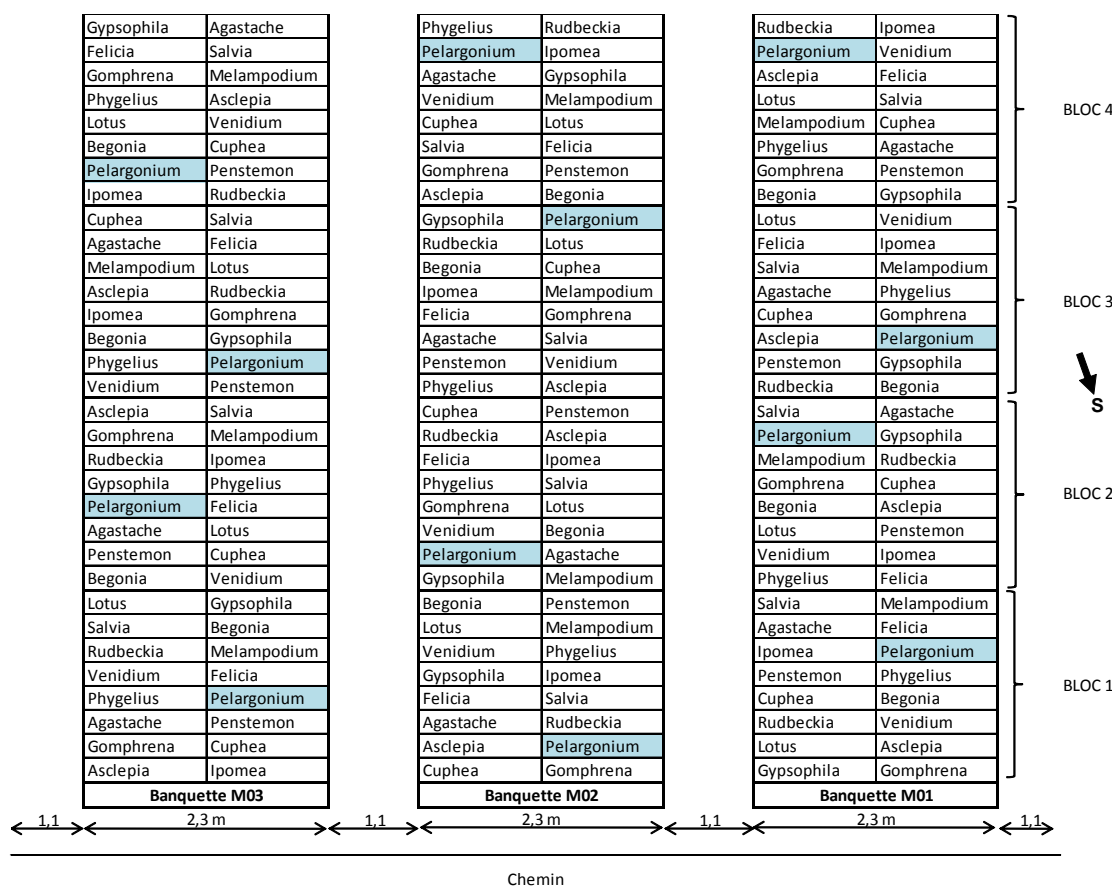 Gypsophila Agastache Phygelius Rudbeckia Rudbeckia Ipomea
Felicia Salvia Pelargonium Ipomea Pelargonium Venidium
Gomphrena Melampodium Agastache Gypsophila Asclepia Felicia
Phygelius Asclepia Venidium Melampodium Lotus Salvia
BLOC 4
Lotus Venidium Cuphea Lotus Melampodium Cuphea
Begonia Cuphea Salvia Felicia Phygelius Agastache
Pelargonium Penstemon Gomphrena Penstemon Gomphrena Penstemon
Ipomea Rudbeckia Asclepia Begonia Begonia Gypsophila
Cuphea Salvia Gypsophila Pelargonium Lotus Venidium
Agastache Felicia Rudbeckia Lotus Felicia Ipomea
Melampodium Lotus Begonia Cuphea Salvia Melampodium
Asclepia Rudbeckia Ipomea Melampodium Agastache Phygelius
BLOC 3
Ipomea Gomphrena Felicia Gomphrena Cuphea Gomphrena
Begonia Gypsophila Agastache Salvia Asclepia Pelargonium
Phygelius Pelargonium Penstemon Venidium Penstemon Gypsophila
Venidium Penstemon Phygelius Asclepia Rudbeckia Begonia
S
Asclepia Salvia Cuphea Penstemon Salvia Agastache
Gomphrena Melampodium Rudbeckia Asclepia Pelargonium Gypsophila
Rudbeckia Ipomea Felicia Ipomea Melampodium Rudbeckia
Gypsophila Phygelius Phygelius Salvia Gomphrena Cuphea
BLOC 2
Pelargonium Felicia Gomphrena Lotus Begonia Asclepia
Agastache Lotus Venidium Begonia Lotus Penstemon
Penstemon Cuphea Pelargonium Agastache Venidium Ipomea
Begonia Venidium Gypsophila Melampodium Phygelius Felicia
Lotus Gypsophila Begonia Penstemon Salvia Melampodium
Salvia Begonia Lotus Melampodium Agastache Felicia
Rudbeckia Melampodium Venidium Phygelius Ipomea Pelargonium
Venidium Felicia Gypsophila Ipomea Penstemon Phygelius
BLOC 1
Phygelius Pelargonium Felicia Salvia Cuphea Begonia
Agastache Penstemon Agastache Rudbeckia Rudbeckia Venidium
Gomphrena Cuphea Asclepia Pelargonium Lotus Asclepia
Asclepia Ipomea Cuphea Gomphrena Gypsophila Gomphrena
Banquette M03 Banquette M02 Banquette M01
1,1 2,3 m 1,1 2,3 m 1,1 2,3 m 1,1
Chemin